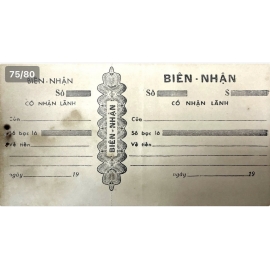 75/80
BIÊN-NHẬN
Số
CÓ NHẬN LÃNH
Của
Số bạc là
Về tiền
ngày 19
BIÊN-NHẬN
BIÊN-NHẬN
Số $
CÓ NHẬN LÃNH
Của
Số bạc là
Về tiền
ngày 19